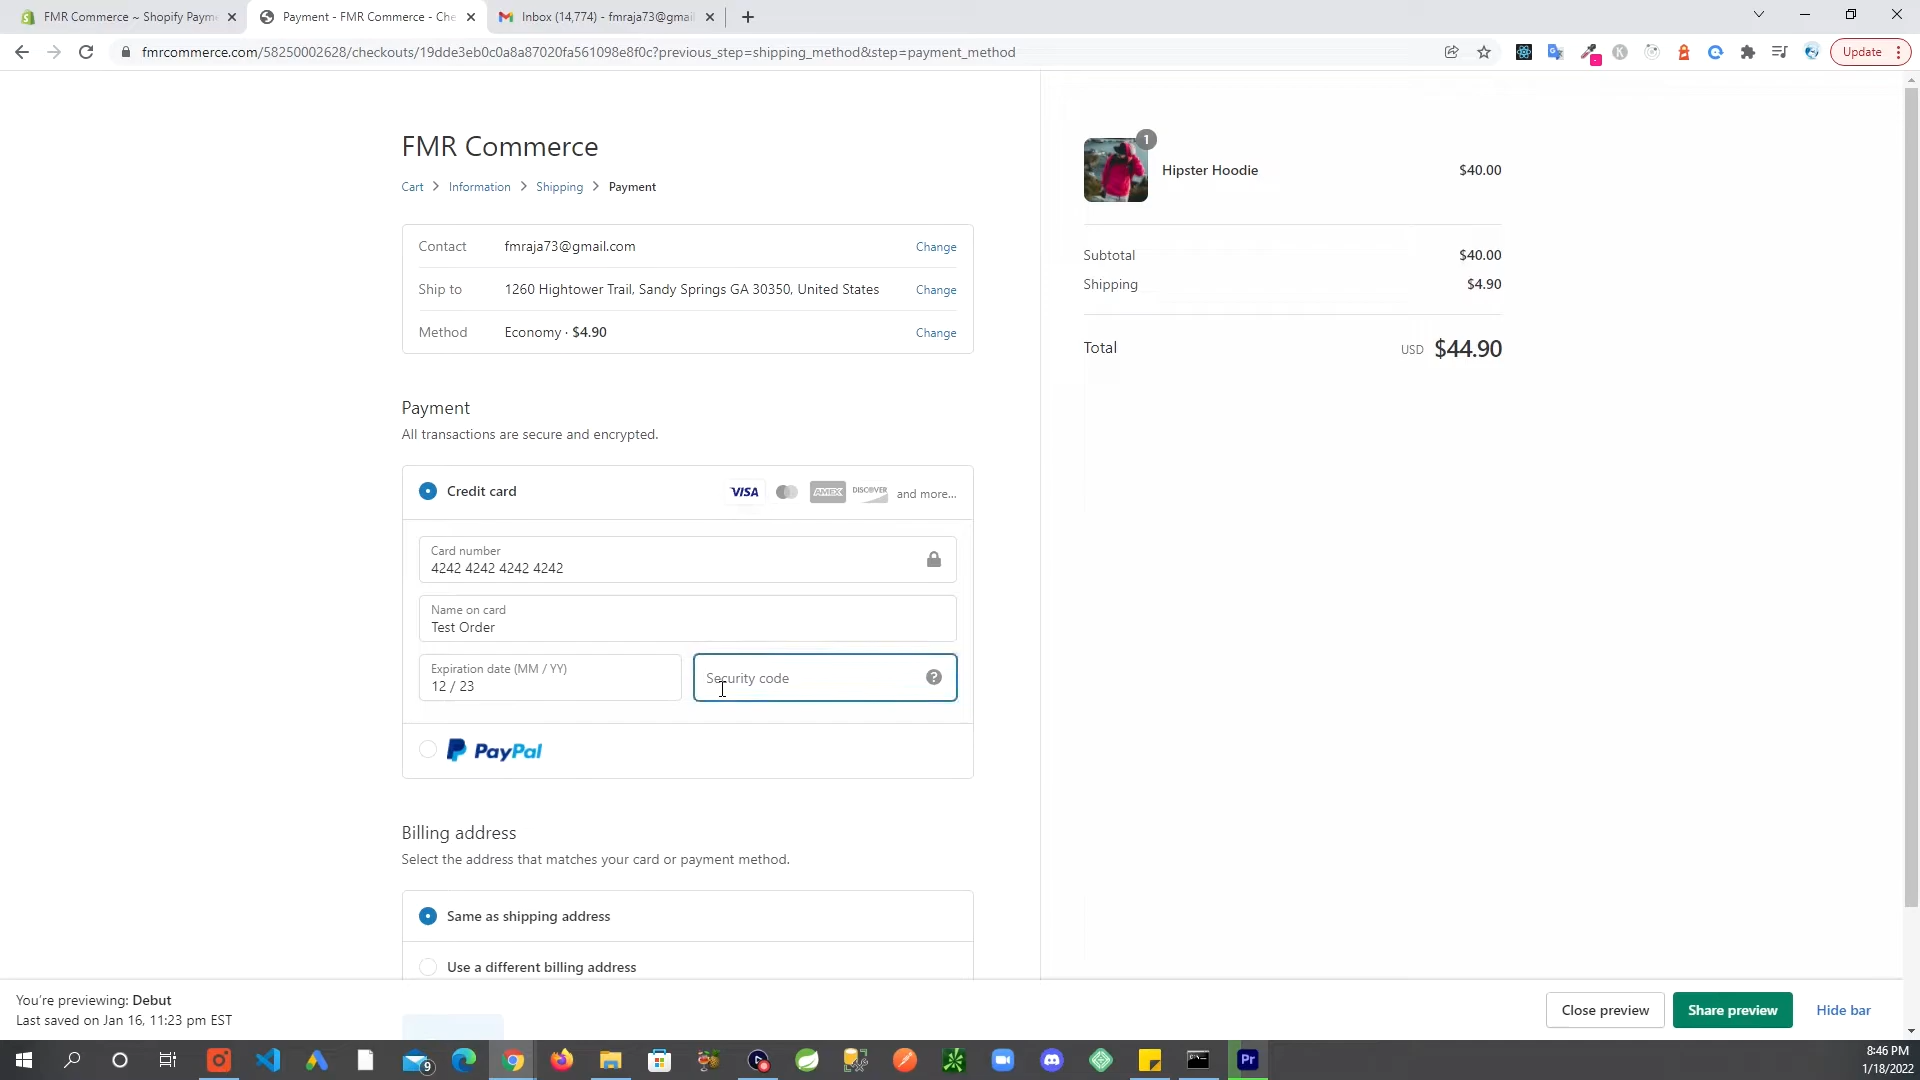 FMR Commerce ~ Shopify Payme
Payment - FMR Commerce - Che
Inbox (14,774) - fmraja73@gmai
fmrcommerce.com/58250002628/checkouts/19dde3eb0c0a8a87020fa561098e8f0c?previous_step=shipping_method&step=payment_method
Update
FMR Commerce
Cart > Information > Shipping > Payment
Contact fmraja73@gmail.com Change
Ship to 1260 Hightower Trail, Sandy Springs GA 30350, United States Change
Method Economy · $4.90 Change
Payment
All transactions are secure and encrypted.
Credit card VISA AMEX DISCOVER and more...
Card number
4242 4242 4242 4242
Name on card
Test Order
Expiration date (MM / YY)
12 / 23
Security code ?
PayPal
Billing address
Select the address that matches your card or payment method.
Same as shipping address
Use a different billing address
1
Hipster Hoodie $40.00
Subtotal $40.00
Shipping $4.90
Total USD $44.90
You're previewing: Debut
Last saved on Jan 16, 11:23 pm EST
Close preview
Share preview
Hide bar
9
Pr
8:46 PM
1/18/2022